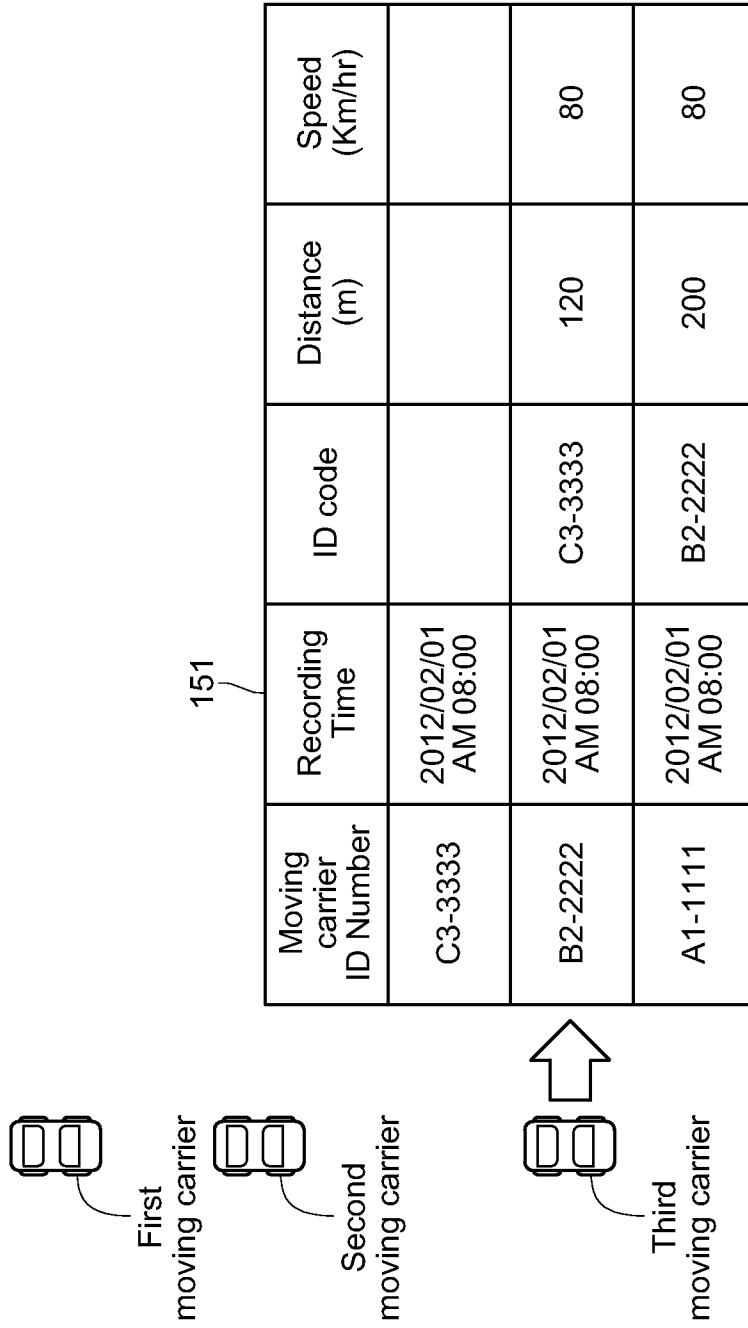 First
moving carrier
Second
moving carrier
Third
moving carrier
151
Moving
carrier
ID Number
Recording
Time
ID code
Distance
(m)
Speed
(Km/hr)
C3-3333
2012/02/01
AM 08:00
B2-2222
2012/02/01
AM 08:00
C3-3333
120
80
A1-1111
2012/02/01
AM 08:00
B2-2222
200
80